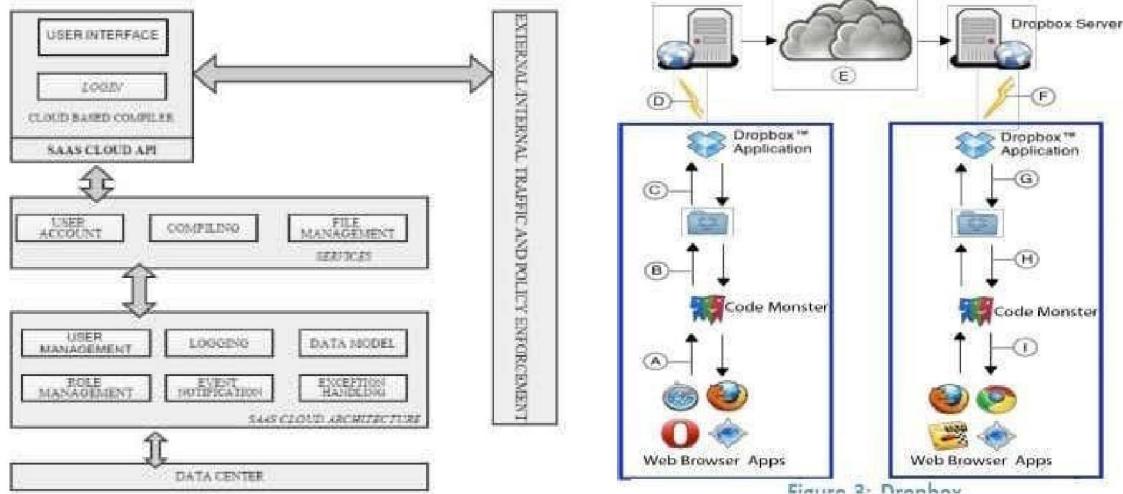 USER INTERFACE
LOGIN
CLOUD BASED COMPILER
SAAS CLOUD API
USER
ACCOUNT
COMPILING
FILE
MANAGEMENT
SERVICES
USER
MANAGEMENT
LOGGING
DATA MODEL
ROLE
MANAGEMENT
EVENT
NOTIFICATION
EXCEPTION
HANDLING
SAAS CLOUD ARCHITECTURE
DATA CENTER
EXTERNAL/INTERNAL TRAFFIC AND POLICY ENFORCEMENT
Dropbox Server
E
D
F
Dropbox™
Application
C
B
Code Monster
A
Web Browser Apps
Dropbox™
Application
G
H
Code Monster
I
Web Browser Apps
Figure 3: Dropbox